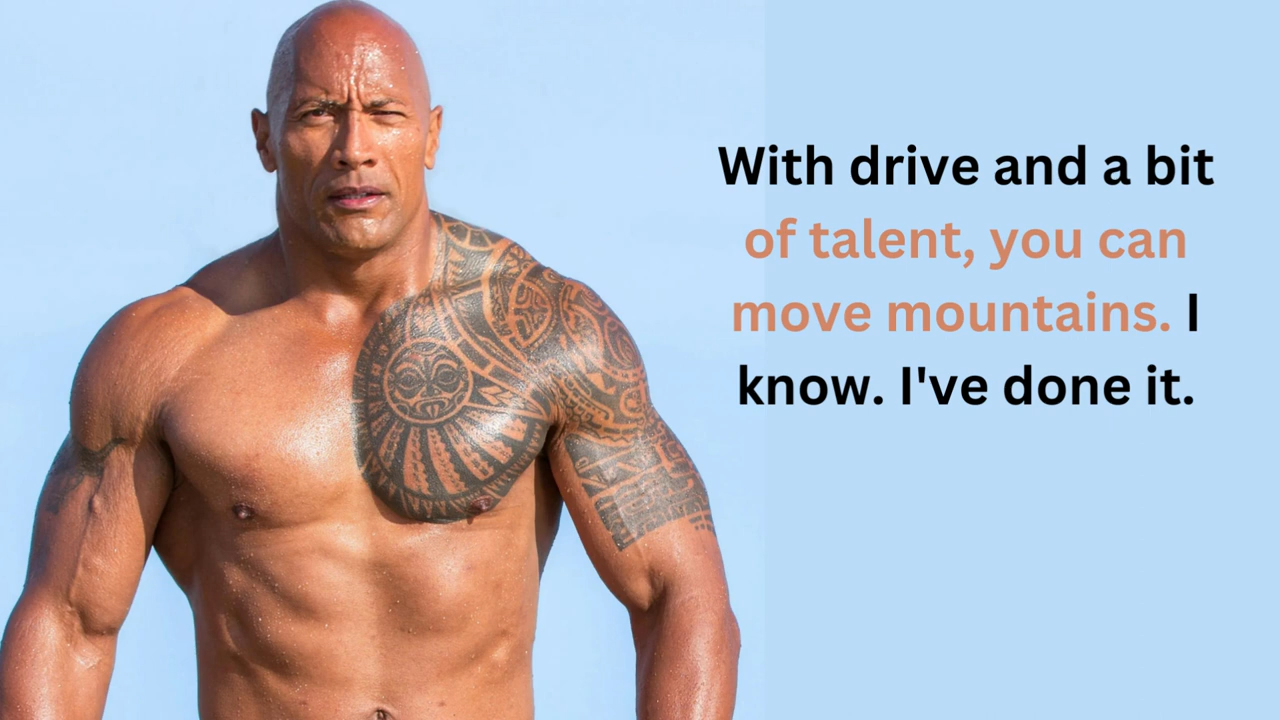 With drive and a bit
of talent, you can
move mountains. I
know. I've done it.